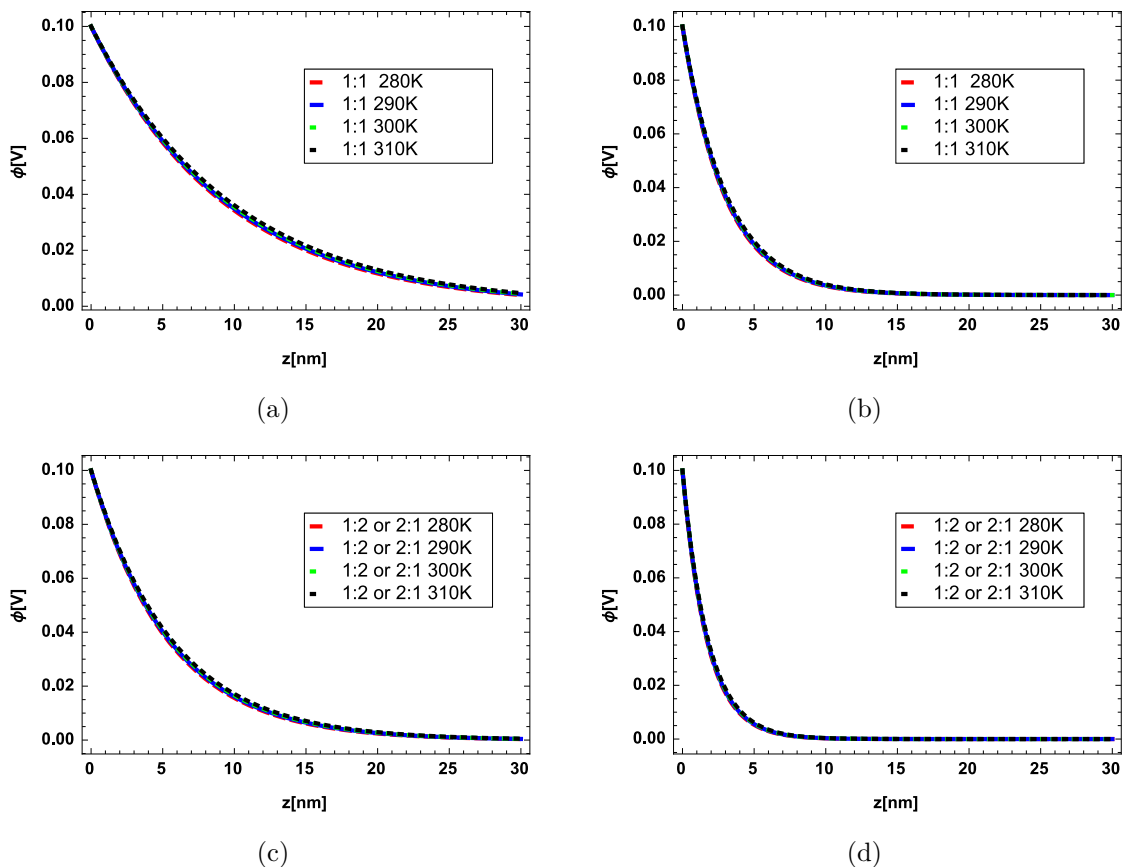 0.10
0.08
0.06
0.04
0.02
0.00
ϕ[V]
1:1 280K
1:1 290K
1:1 300K
1:1 310K
0 5 10 15 20 25 30
z[nm]
(a)
0.10
0.08
0.06
0.04
0.02
0.00
ϕ[V]
1:1 280K
1:1 290K
1:1 300K
1:1 310K
0 5 10 15 20 25 30
z[nm]
(b)
0.10
0.08
0.06
0.04
0.02
0.00
ϕ[V]
1:2 or 2:1 280K
1:2 or 2:1 290K
1:2 or 2:1 300K
1:2 or 2:1 310K
0 5 10 15 20 25 30
z[nm]
(c)
0.10
0.08
0.06
0.04
0.02
0.00
ϕ[V]
1:2 or 2:1 280K
1:2 or 2:1 290K
1:2 or 2:1 300K
1:2 or 2:1 310K
0 5 10 15 20 25 30
z[nm]
(d)